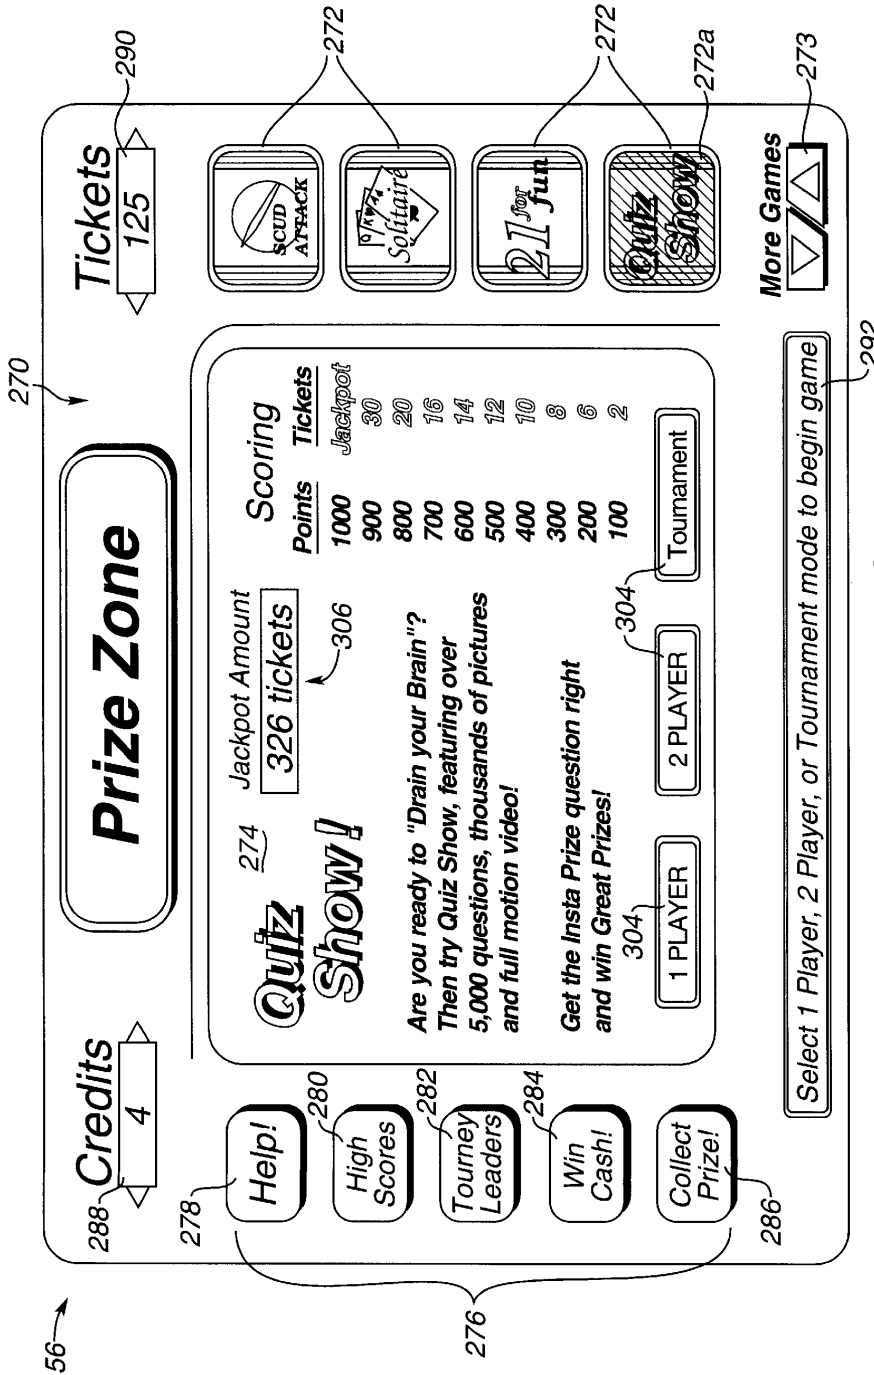 56
270
Prize Zone
Credits
288
4
Tickets
290
125
276
278
Help!
280
High
Scores
282
Tourney
Leaders
284
Win
Cash!
286
Collect
Prize!
Quiz
Show!
274
Jackpot Amount
326 tickets
306
Are you ready to "Drain your Brain"?
Then try Quiz Show, featuring over
5,000 questions, thousands of pictures
and full motion video!
Get the Insta Prize question right
and win Great Prizes!
Scoring
Points Tickets
1000 Jackpot
900 30
800 20
700 16
600 14
500 12
400 10
300 8
200 6
100 2
304
1 PLAYER
304
2 PLAYER
Tournament
272
SCUD
ATTACK
Solitaire
272
21 for
fun
Quiz
Show
272a
More Games
273
Select 1 Player, 2 Player, or Tournament mode to begin game
292